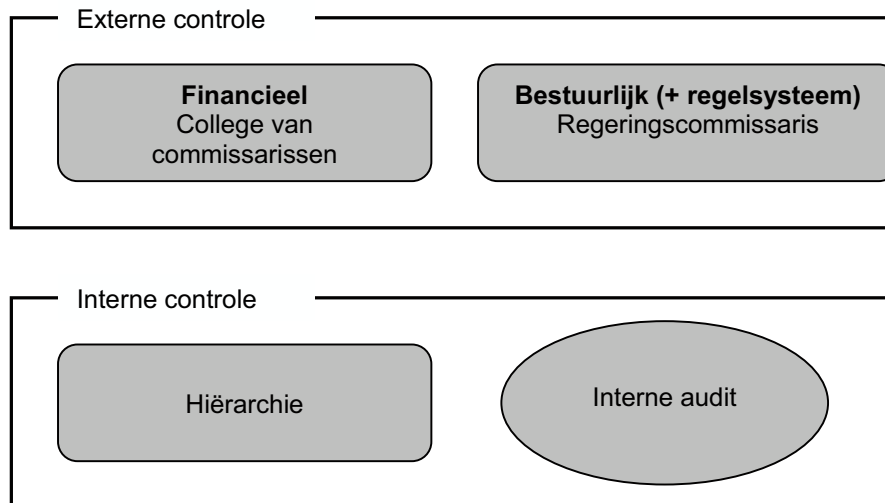 Externe controle
Financieel
College van
commissarissen
Bestuurlijk (+ regelsysteem)
Regeringscommissaris
Interne controle
Hiërarchie
Interne audit